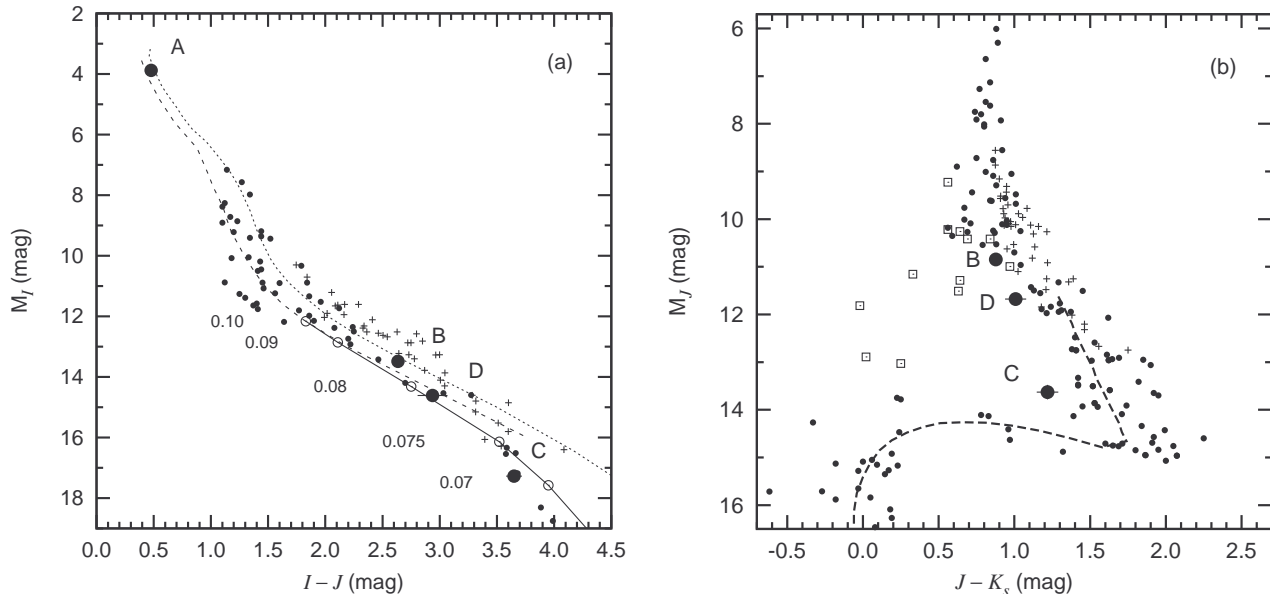 2
4
6
8
10
12
14
16
18
M_I (mag)
0.0 0.5 1.0 1.5 2.0 2.5 3.0 3.5 4.0 4.5
I – J (mag)
A
(a)
B
D
C
0.10
0.09
0.08
0.075
0.07
6
8
10
12
14
16
M_J (mag)
-0.5 0.0 0.5 1.0 1.5 2.0 2.5
J – K_s (mag)
(b)
B
D
C